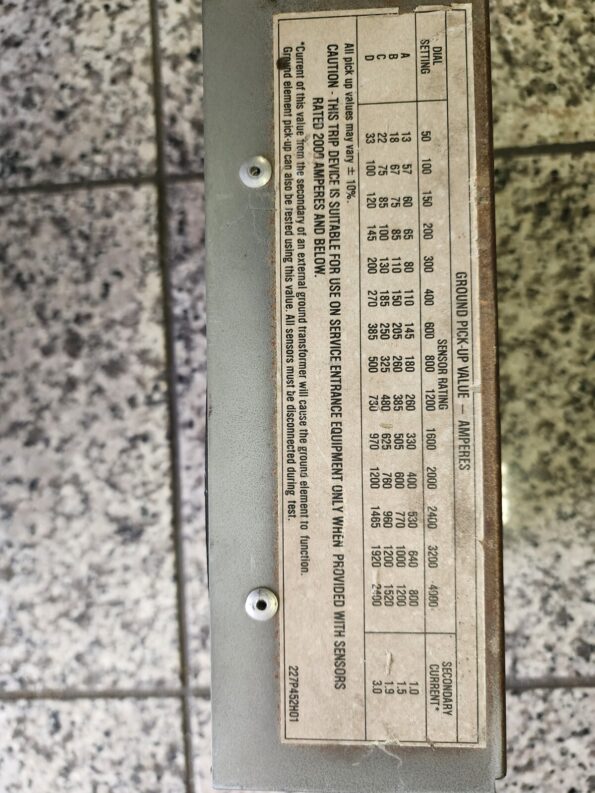 GROUND PICK-UP VALUE — AMPERES
DIAL SETTING SENSOR RATING SECONDARY CURRENT*
50 100 150 200 300 400 600 800 1200 1600 2000 2400 3200 4000
A 13 57 60 65 80 110 145 180 260 330 400 530 640 800 1.0
B 18 67 75 85 110 150 205 260 385 505 600 770 1000 1200 1.5
C 22 75 85 100 130 185 250 325 480 625 760 960 1200 1520 1.9
D 33 100 120 145 200 270 385 500 730 970 1200 1465 1920 2400 3.0
All pick up values may vary ± 10%.
CAUTION - THIS TRIP DEVICE IS SUITABLE FOR USE ON SERVICE ENTRANCE EQUIPMENT ONLY WHEN PROVIDED WITH SENSORS
RATED 2000 AMPERES AND BELOW.
*Current of this value from the secondary of an external ground transformer will cause the ground element to function.
Ground element pick-up can also be tested using this value. All sensors must be disconnected during test.
227P452H01